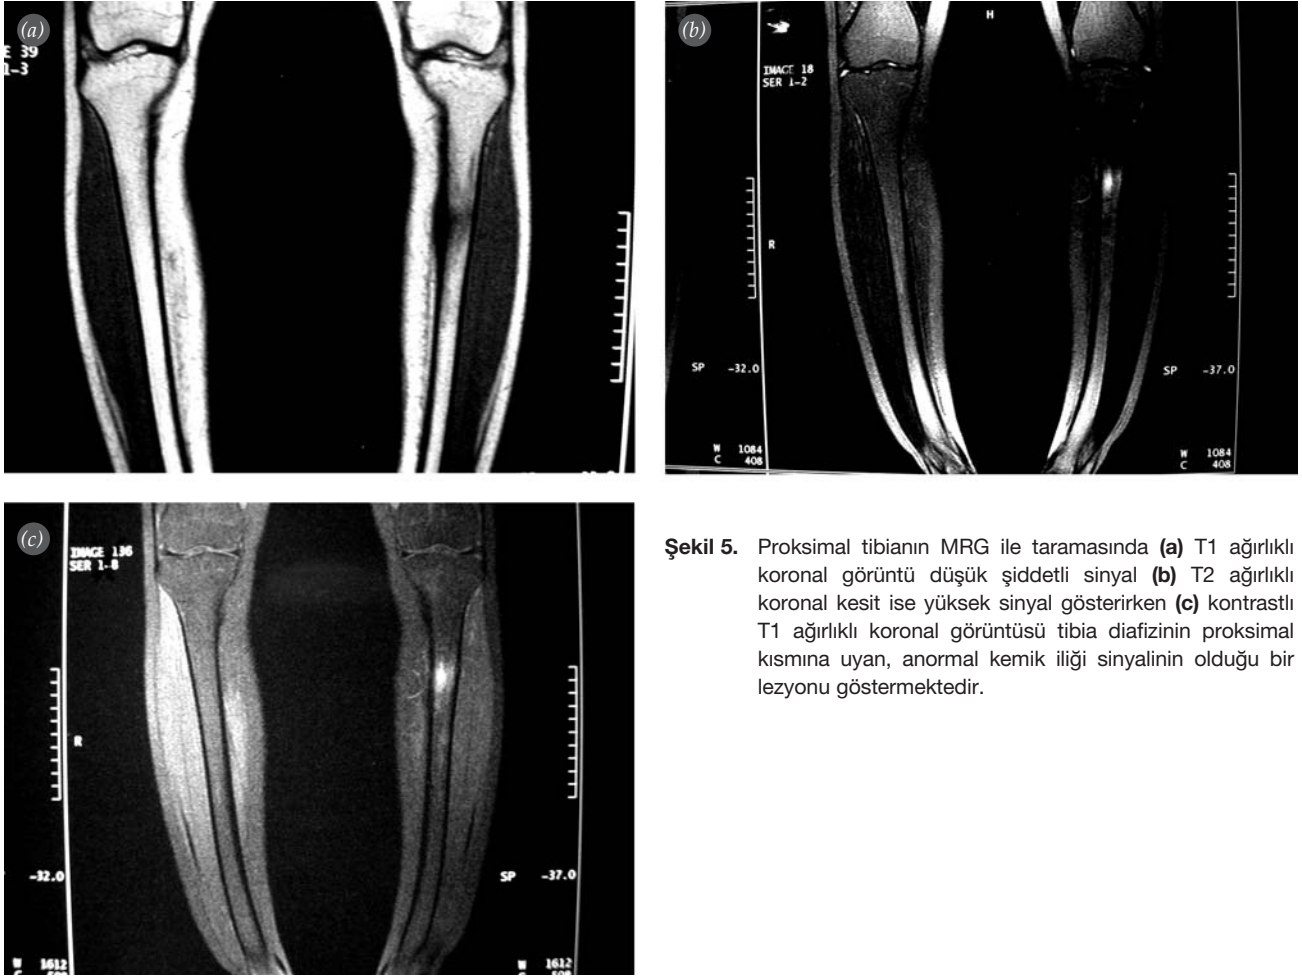 (a)
E 39
1-3
(b)
H
IMAGE 18
SER 1-2
R
SP -32.0
SP -37.0
W 1084
C 408
W 1084
C 408
(c)
IMAGE 136
SER 1-8
R
-32.0
SP -37.0
W 1612
W 1612
Şekil 5. Proksimal tibianın MRG ile taramasında (a) T1 ağırlıklı
koronal görüntü düşük şiddetli sinyal (b) T2 ağırlıklı
koronal kesit ise yüksek sinyal gösterirken (c) kontrastlı
T1 ağırlıklı koronal görüntüsü tibia diafizinin proksimal
kısmına uyan, anormal kemik iliği sinyalinin olduğu bir
lezyonu göstermektedir.